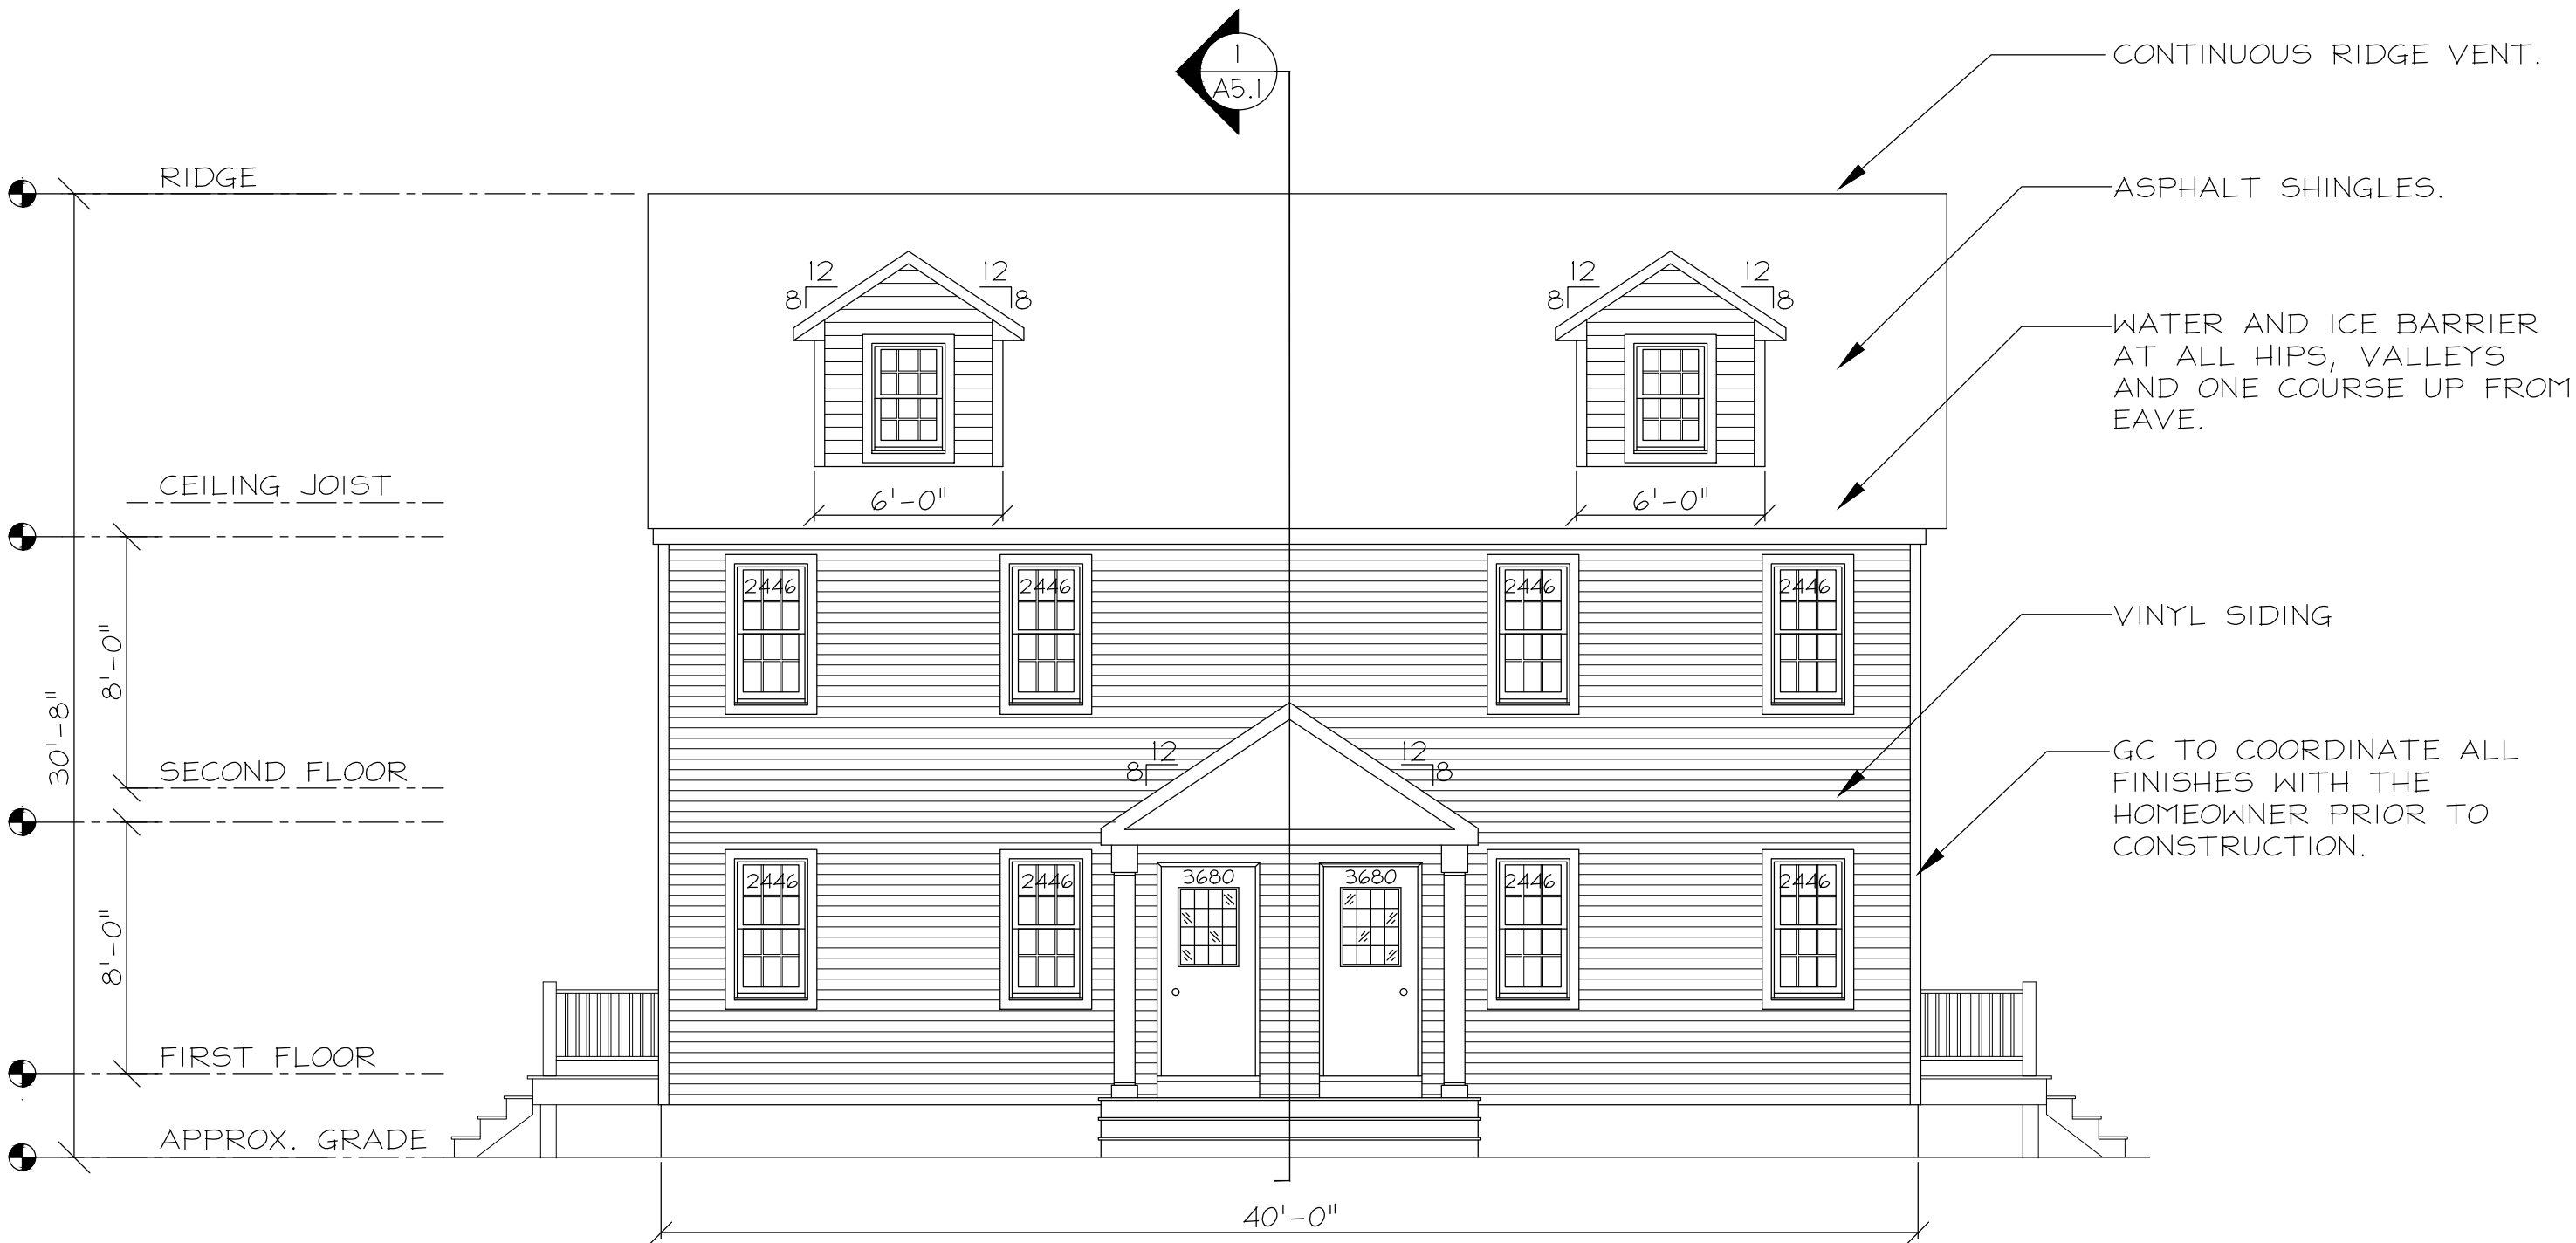 1
A5.1
CONTINUOUS RIDGE VENT.
RIDGE
ASPHALT SHINGLES.
12
8
12
8
12
8
12
8
WATER AND ICE BARRIER
AT ALL HIPS, VALLEYS
AND ONE COURSE UP FROM
EAVE.
CEILING JOIST
6'-0"
6'-0"
2446
2446
2446
2446
VINYL SIDING
8'-0"
30'-8"
12
8
12
8
SECOND FLOOR
GC TO COORDINATE ALL
FINISHES WITH THE
HOMEOWNER PRIOR TO
CONSTRUCTION.
2446
2446
3680
3680
2446
2446
8'-0"
FIRST FLOOR
APPROX. GRADE
40'-0"